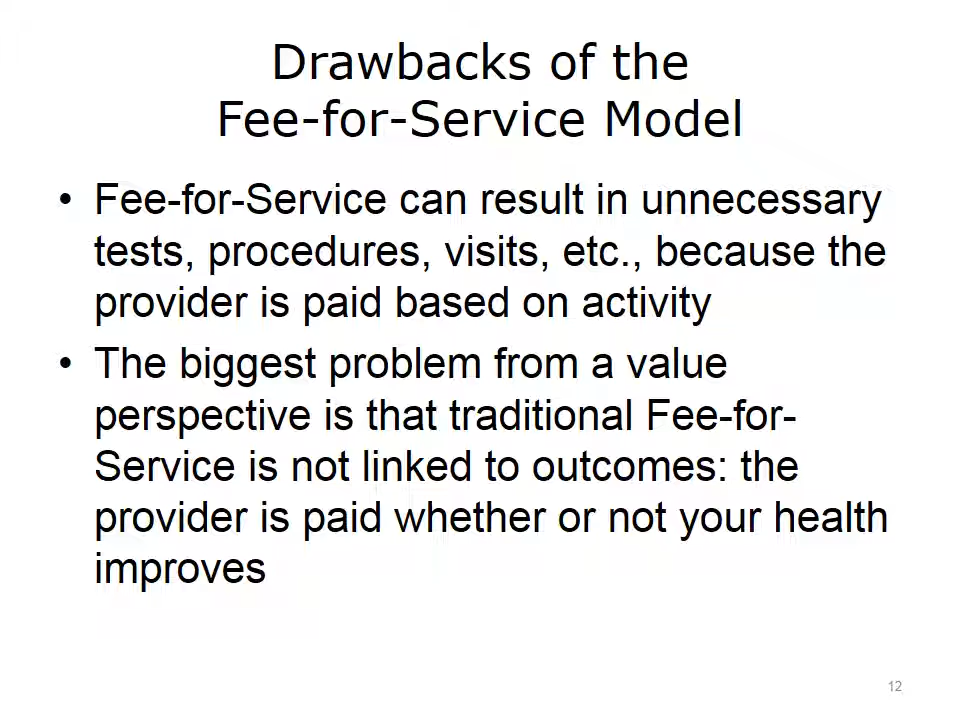 Drawbacks of the
Fee-for-Service Model
• Fee-for-Service can result in unnecessary
tests, procedures, visits, etc., because the
provider is paid based on activity
• The biggest problem from a value
perspective is that traditional Fee-for-
Service is not linked to outcomes: the
provider is paid whether or not your health
improves
12